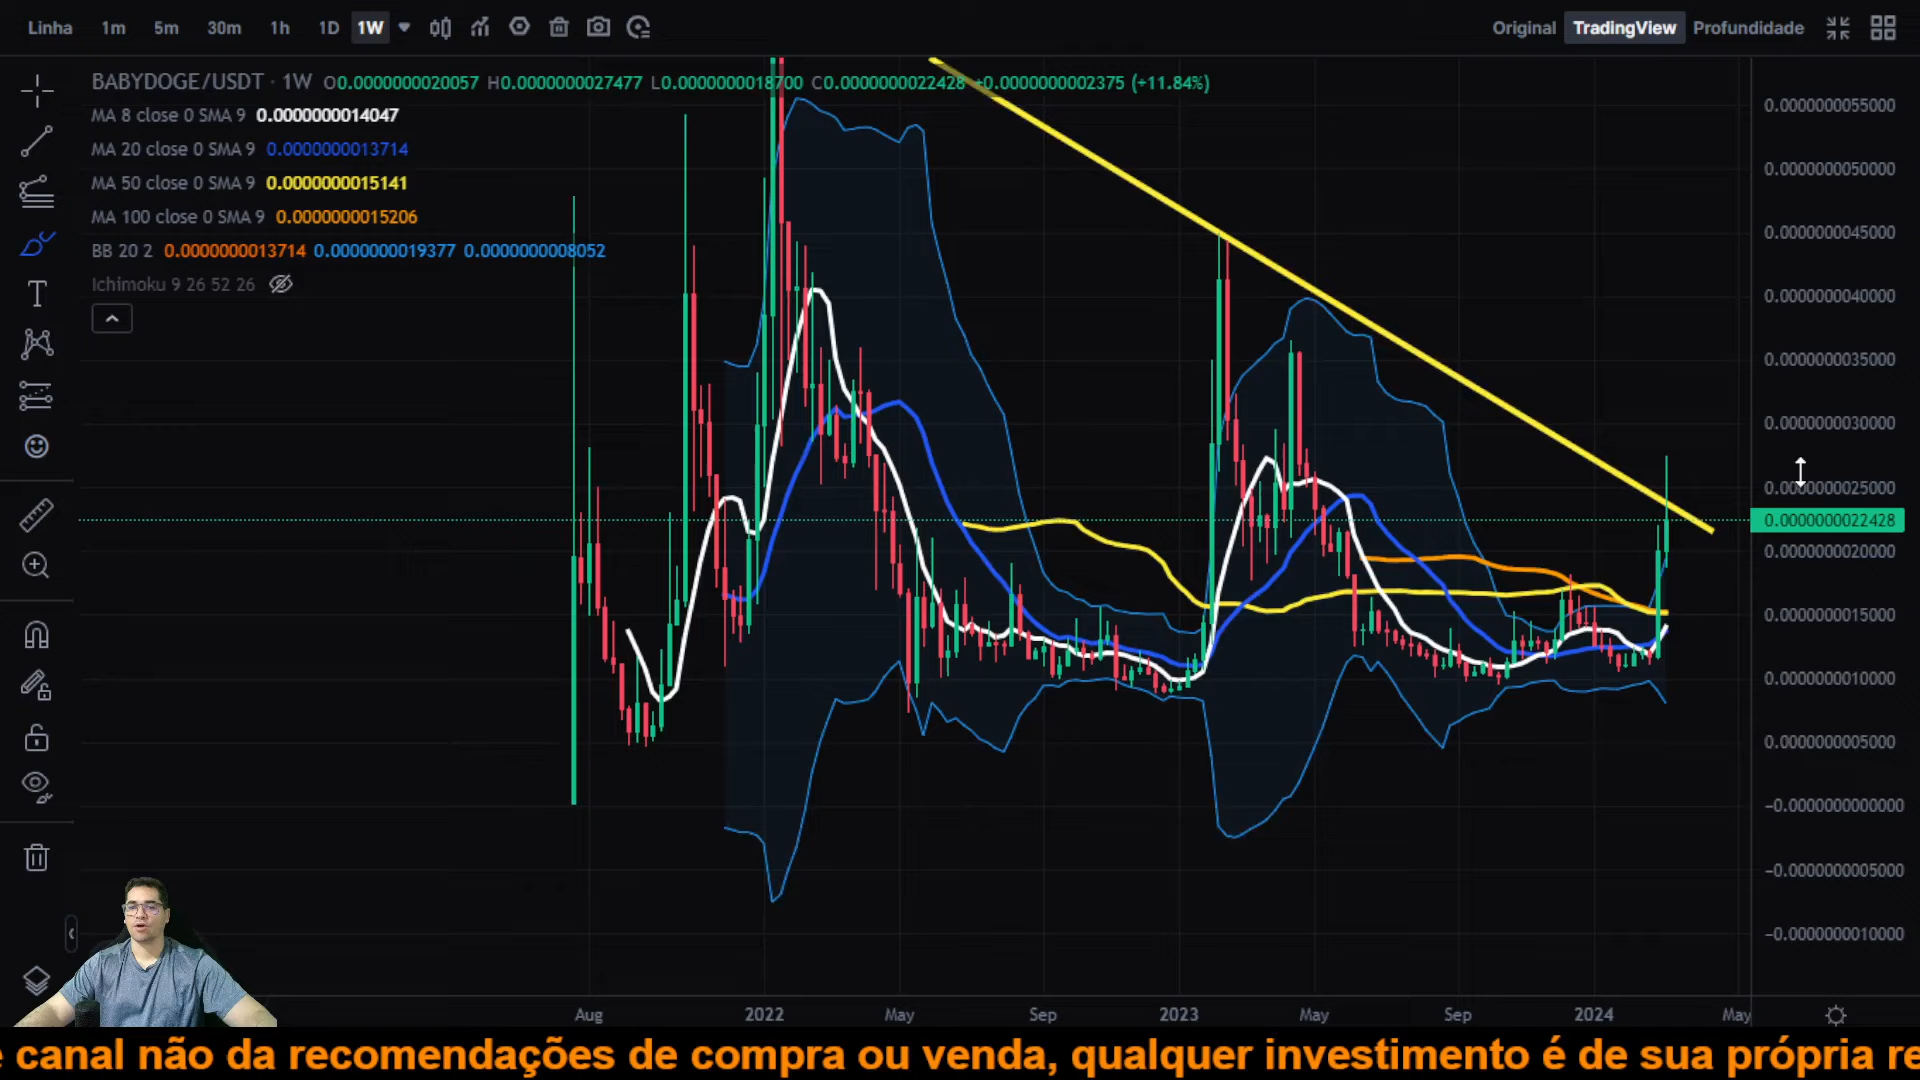 Linha 1m 5m 30m 1h 1D 1W Original TradingView Profundidade
BABYDOGE/USDT · 1W O0.0000000020057 H0.0000000027477 L0.0000000018700 C0.0000000022428 +0.0000000002375 (+11.84%)
MA 8 close 0 SMA 9 0.0000000014047
MA 20 close 0 SMA 9 0.0000000013714
MA 50 close 0 SMA 9 0.0000000015141
MA 100 close 0 SMA 9 0.0000000015206
BB 20 2 0.0000000013714 0.0000000019377 0.0000000008052
Ichimoku 9 26 52 26
0.0000000055000
0.0000000050000
0.0000000045000
0.0000000040000
0.0000000035000
0.0000000030000
0.0000000025000
0.0000000022428
0.0000000020000
0.0000000015000
0.0000000010000
0.0000000005000
−0.0000000000000
−0.0000000005000
−0.0000000010000
Aug 2022 May Sep 2023 May Sep 2024 May
e canal não da recomendações de compra ou venda, qualquer investimento é de sua própria re